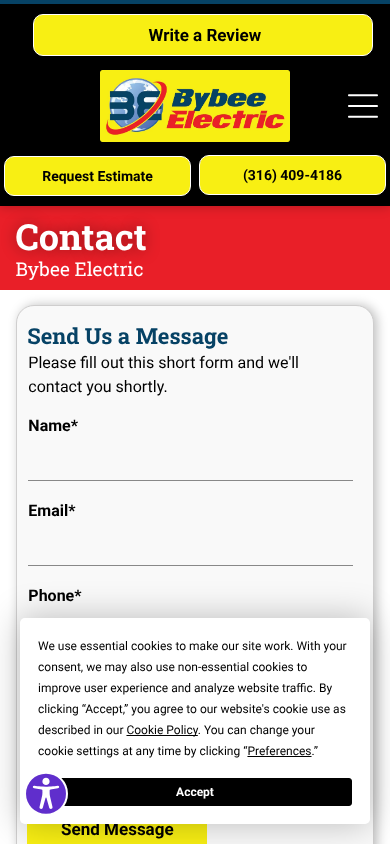 Write a Review
BE Bybee
Electric
Request Estimate
(316) 409-4186
Contact
Bybee Electric
Send Us a Message
Please fill out this short form and we'll
contact you shortly.
Name*
Email*
Phone*
We use essential cookies to make our site work. With your
consent, we may also use non-essential cookies to
improve user experience and analyze website traffic. By
clicking “Accept,” you agree to our website's cookie use as
described in our Cookie Policy. You can change your
cookie settings at any time by clicking “Preferences.”
Accept
Send Message